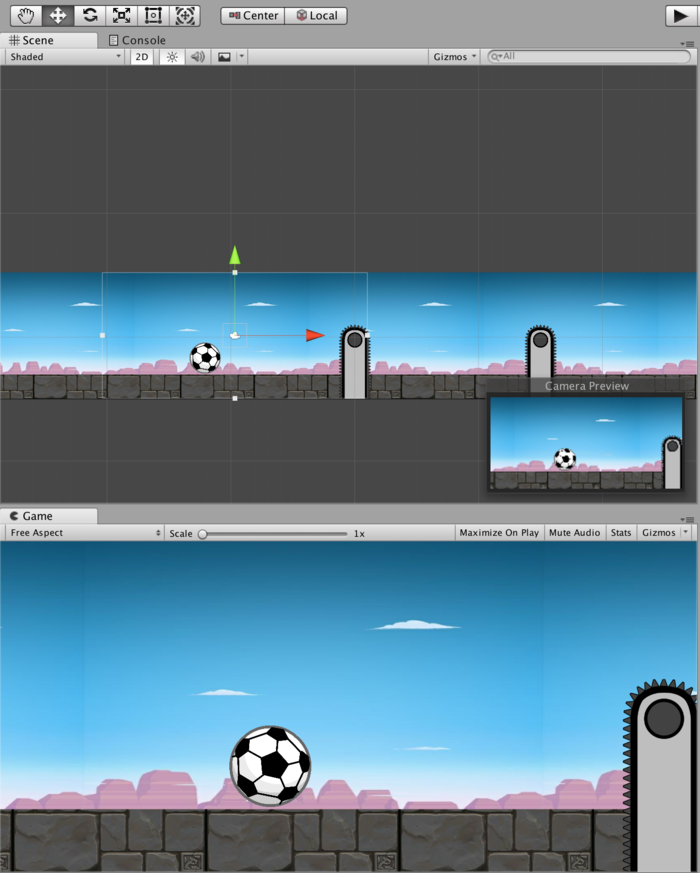 Center Local
Scene Console
Shaded 2D Gizmos All
Camera Preview
Game
Free Aspect Scale 1x Maximize On Play Mute Audio Stats Gizmos